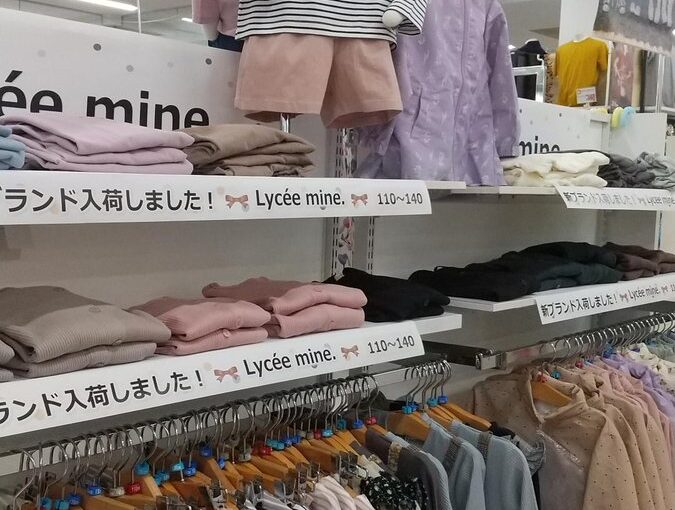 ée mine
mine.
ブランド入荷しました! Lycée mine. 110～140
新ブランド入荷しました! Lycée mine.
ランド入荷しました! Lycée mine. 110～140
新ブランド入荷しました! Lycée mine.